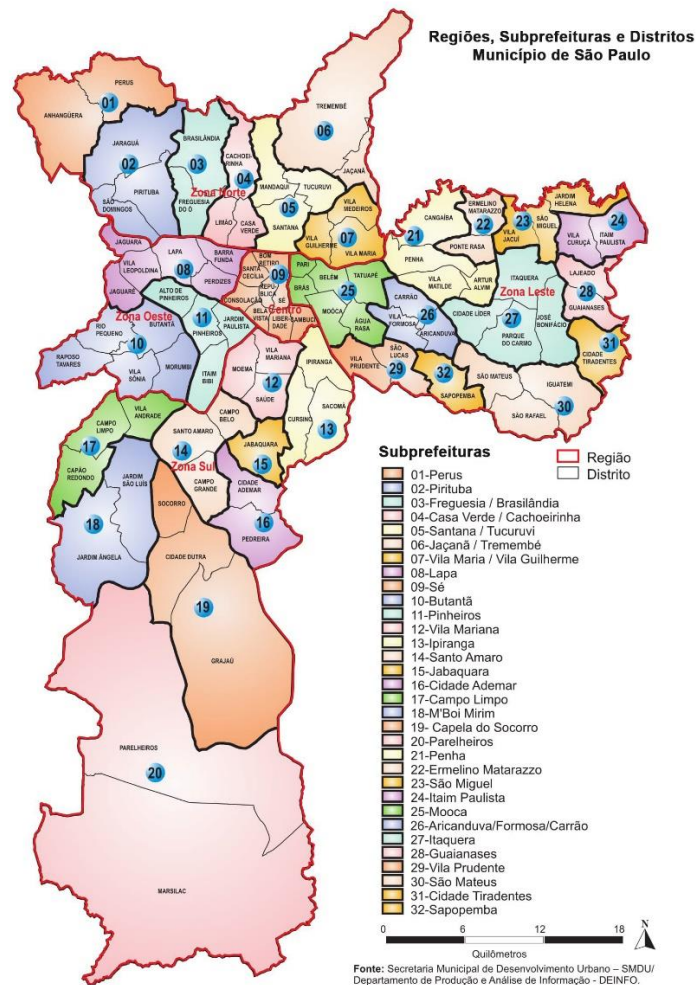 Regiões, Subprefeituras e Distritos
Município de São Paulo
PERUS
01
ANHANGÜERA
TREMEMBÉ
06
JAÇANÃ
JARAGUÁ
02
PIRITUBA
SÃO
DOMINGOS
BRASILÂNDIA
03
FREGUESIA
DO Ó
Zona Norte
CACHOEI-
RINHA
04
LIMÃO
CASA
VERDE
MANDAQUI
TUCURUVI
05
SANTANA
VILA
MEDEIROS
VILA
GUILHERME
07
VILA MARIA
CANGAÍBA
21
PENHA
VILA
MATILDE
ARTUR
ALVIM
ERMELINO
MATARAZZO
22
PONTE RASA
23
VILA
JACUÍ
SÃO
MIGUEL
JARDIM
HELENA
24
VILA
CURUÇÁ
ITAIM
PAULISTA
JAGUARA
VILA
LEOPOLDINA
LAPA
08
BARRA
FUNDA
PERDIZES
JAGUARÉ
BOM
RETIRO
09
SANTA
CECÍLIA
REPÚ-
BLICA
SÉ
CONSOLAÇÃO
Centro
BELA
VISTA
LIBER-
DADE
CAMBUCI
PARI
BRÁS
BELÉM
TATUAPÉ
25
MOÓCA
ÁGUA
RASA
CARRÃO
26
VILA
FORMOSA
ARICANDUVA
ITAQUERA
Zona Leste
CIDADE LÍDER
27
PARQUE
DO CARMO
JOSÉ
BONIFÁCIO
LAJEADO
28
GUAIANASES
31
CIDADE
TIRADENTES
ALTO DE
PINHEIROS
11
PINHEIROS
JARDIM
PAULISTA
ITAIM
BIBI
Zona Oeste
RIO
PEQUENO
BUTANTÃ
10
RAPOSO
TAVARES
VILA
SÔNIA
MORUMBI
VILA
MARIANA
MOEMA
12
SAÚDE
IPIRANGA
CURSINO
SACOMÃ
13
VILA
PRUDENTE
SÃO
LUCAS
29
32
SAPOPEMBA
SÃO MATEUS
IGUATEMI
30
SÃO RAFAEL
VILA
ANDRADE
CAMPO
LIMPO
17
CAPÃO
REDONDO
CAMPO
BELO
SANTO AMARO
14
Zona Sul
CAMPO
GRANDE
JABAQUARA
15
CIDADE
ADEMAR
16
PEDREIRA
JARDIM
SÃO LUÍS
18
JARDIM ÂNGELA
SOCORRO
CIDADE DUTRA
19
GRAJAÚ
PARELHEIROS
20
MARSILAC
Subprefeituras
Região
Distrito
01-Perus
02-Pirituba
03-Freguesia / Brasilândia
04-Casa Verde / Cachoeirinha
05-Santana / Tucuruvi
06-Jaçanã / Tremembé
07-Vila Maria / Vila Guilherme
08-Lapa
09-Sé
10-Butantã
11-Pinheiros
12-Vila Mariana
13-Ipiranga
14-Santo Amaro
15-Jabaquara
16-Cidade Ademar
17-Campo Limpo
18-M'Boi Mirim
19- Capela do Socorro
20-Parelheiros
21-Penha
22-Ermelino Matarazzo
23-São Miguel
24-Itaim Paulista
25-Mooca
26-Aricanduva/Formosa/Carrão
27-Itaquera
28-Guaianases
29-Vila Prudente
30-São Mateus
31-Cidade Tiradentes
32-Sapopemba
0 6 12 18
N
Quilômetros
Fonte: Secretaria Municipal de Desenvolvimento Urbano – SMDU/
Departamento de Produção e Análise de Informação - DEINFO.